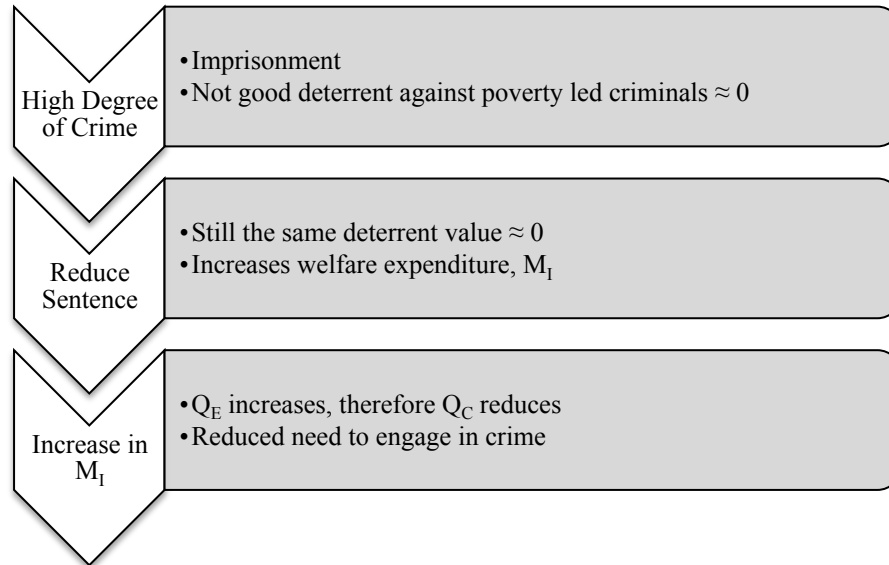 High Degree
of Crime
•Imprisonment
•Not good deterrent against poverty led criminals ≈ 0
Reduce
Sentence
•Still the same deterrent value ≈ 0
•Increases welfare expenditure, M_I
Increase in
M_I
•Q_E increases, therefore Q_C reduces
•Reduced need to engage in crime